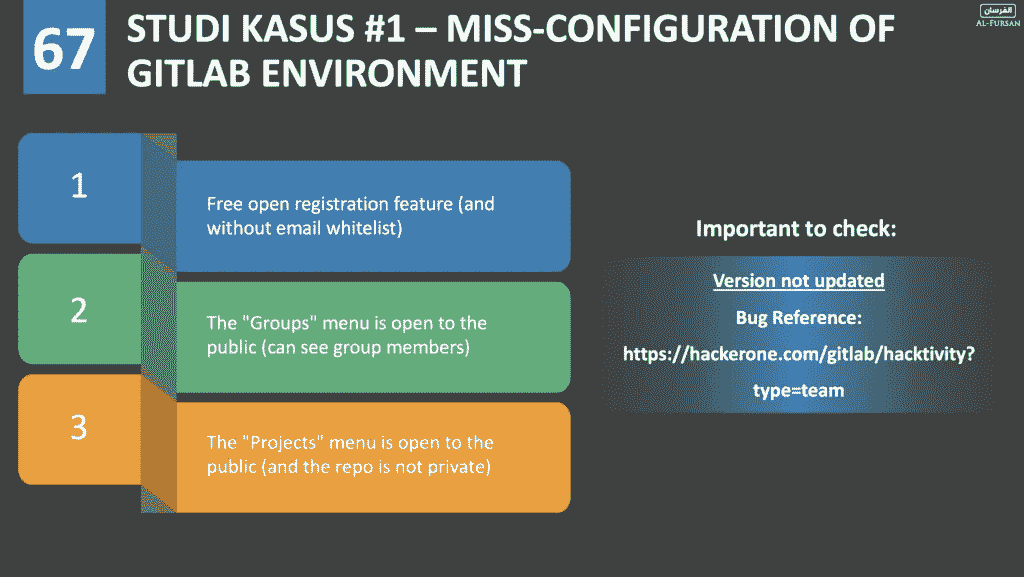 67
STUDI KASUS #1 – MISS-CONFIGURATION OF
GITLAB ENVIRONMENT
الفرسان
AL-FURSAN
1
Free open registration feature (and
without email whitelist)
2
The "Groups" menu is open to the
public (can see group members)
3
The "Projects" menu is open to the
public (and the repo is not private)
Important to check:
Version not updated
Bug Reference:
https://hackerone.com/gitlab/hacktivity?
type=team